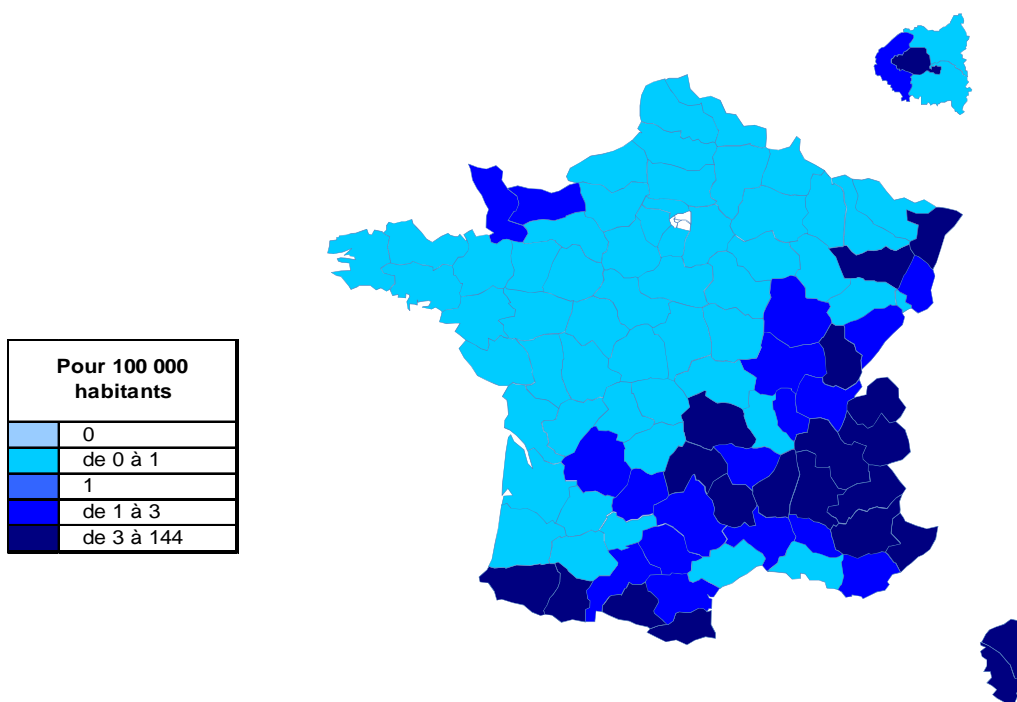 Pour 100 000
habitants
0
de 0 à 1
1
de 1 à 3
de 3 à 144